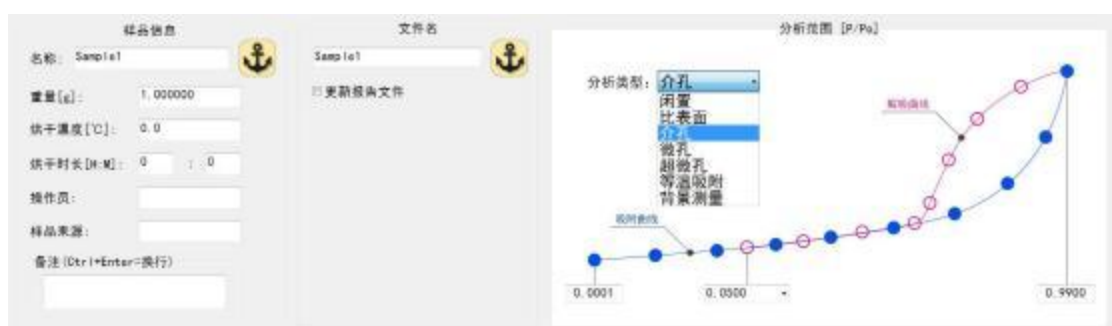 样品信息
名称: Sample1
重量[g]: 1.000000
烘干温度[℃]: 0.0
烘干时长[H:M]: 0 : 0
操作员:
样品来源:
备注(Ctrl+Enter=换行)
文件名
Sample1
更新报告文件
分析范围 [P/Po]
分析类型: 介孔
闲置
比表面
介孔
微孔
超微孔
等温吸附
背景测量
脱附曲线
吸附曲线
0.0001
0.0500
0.9900